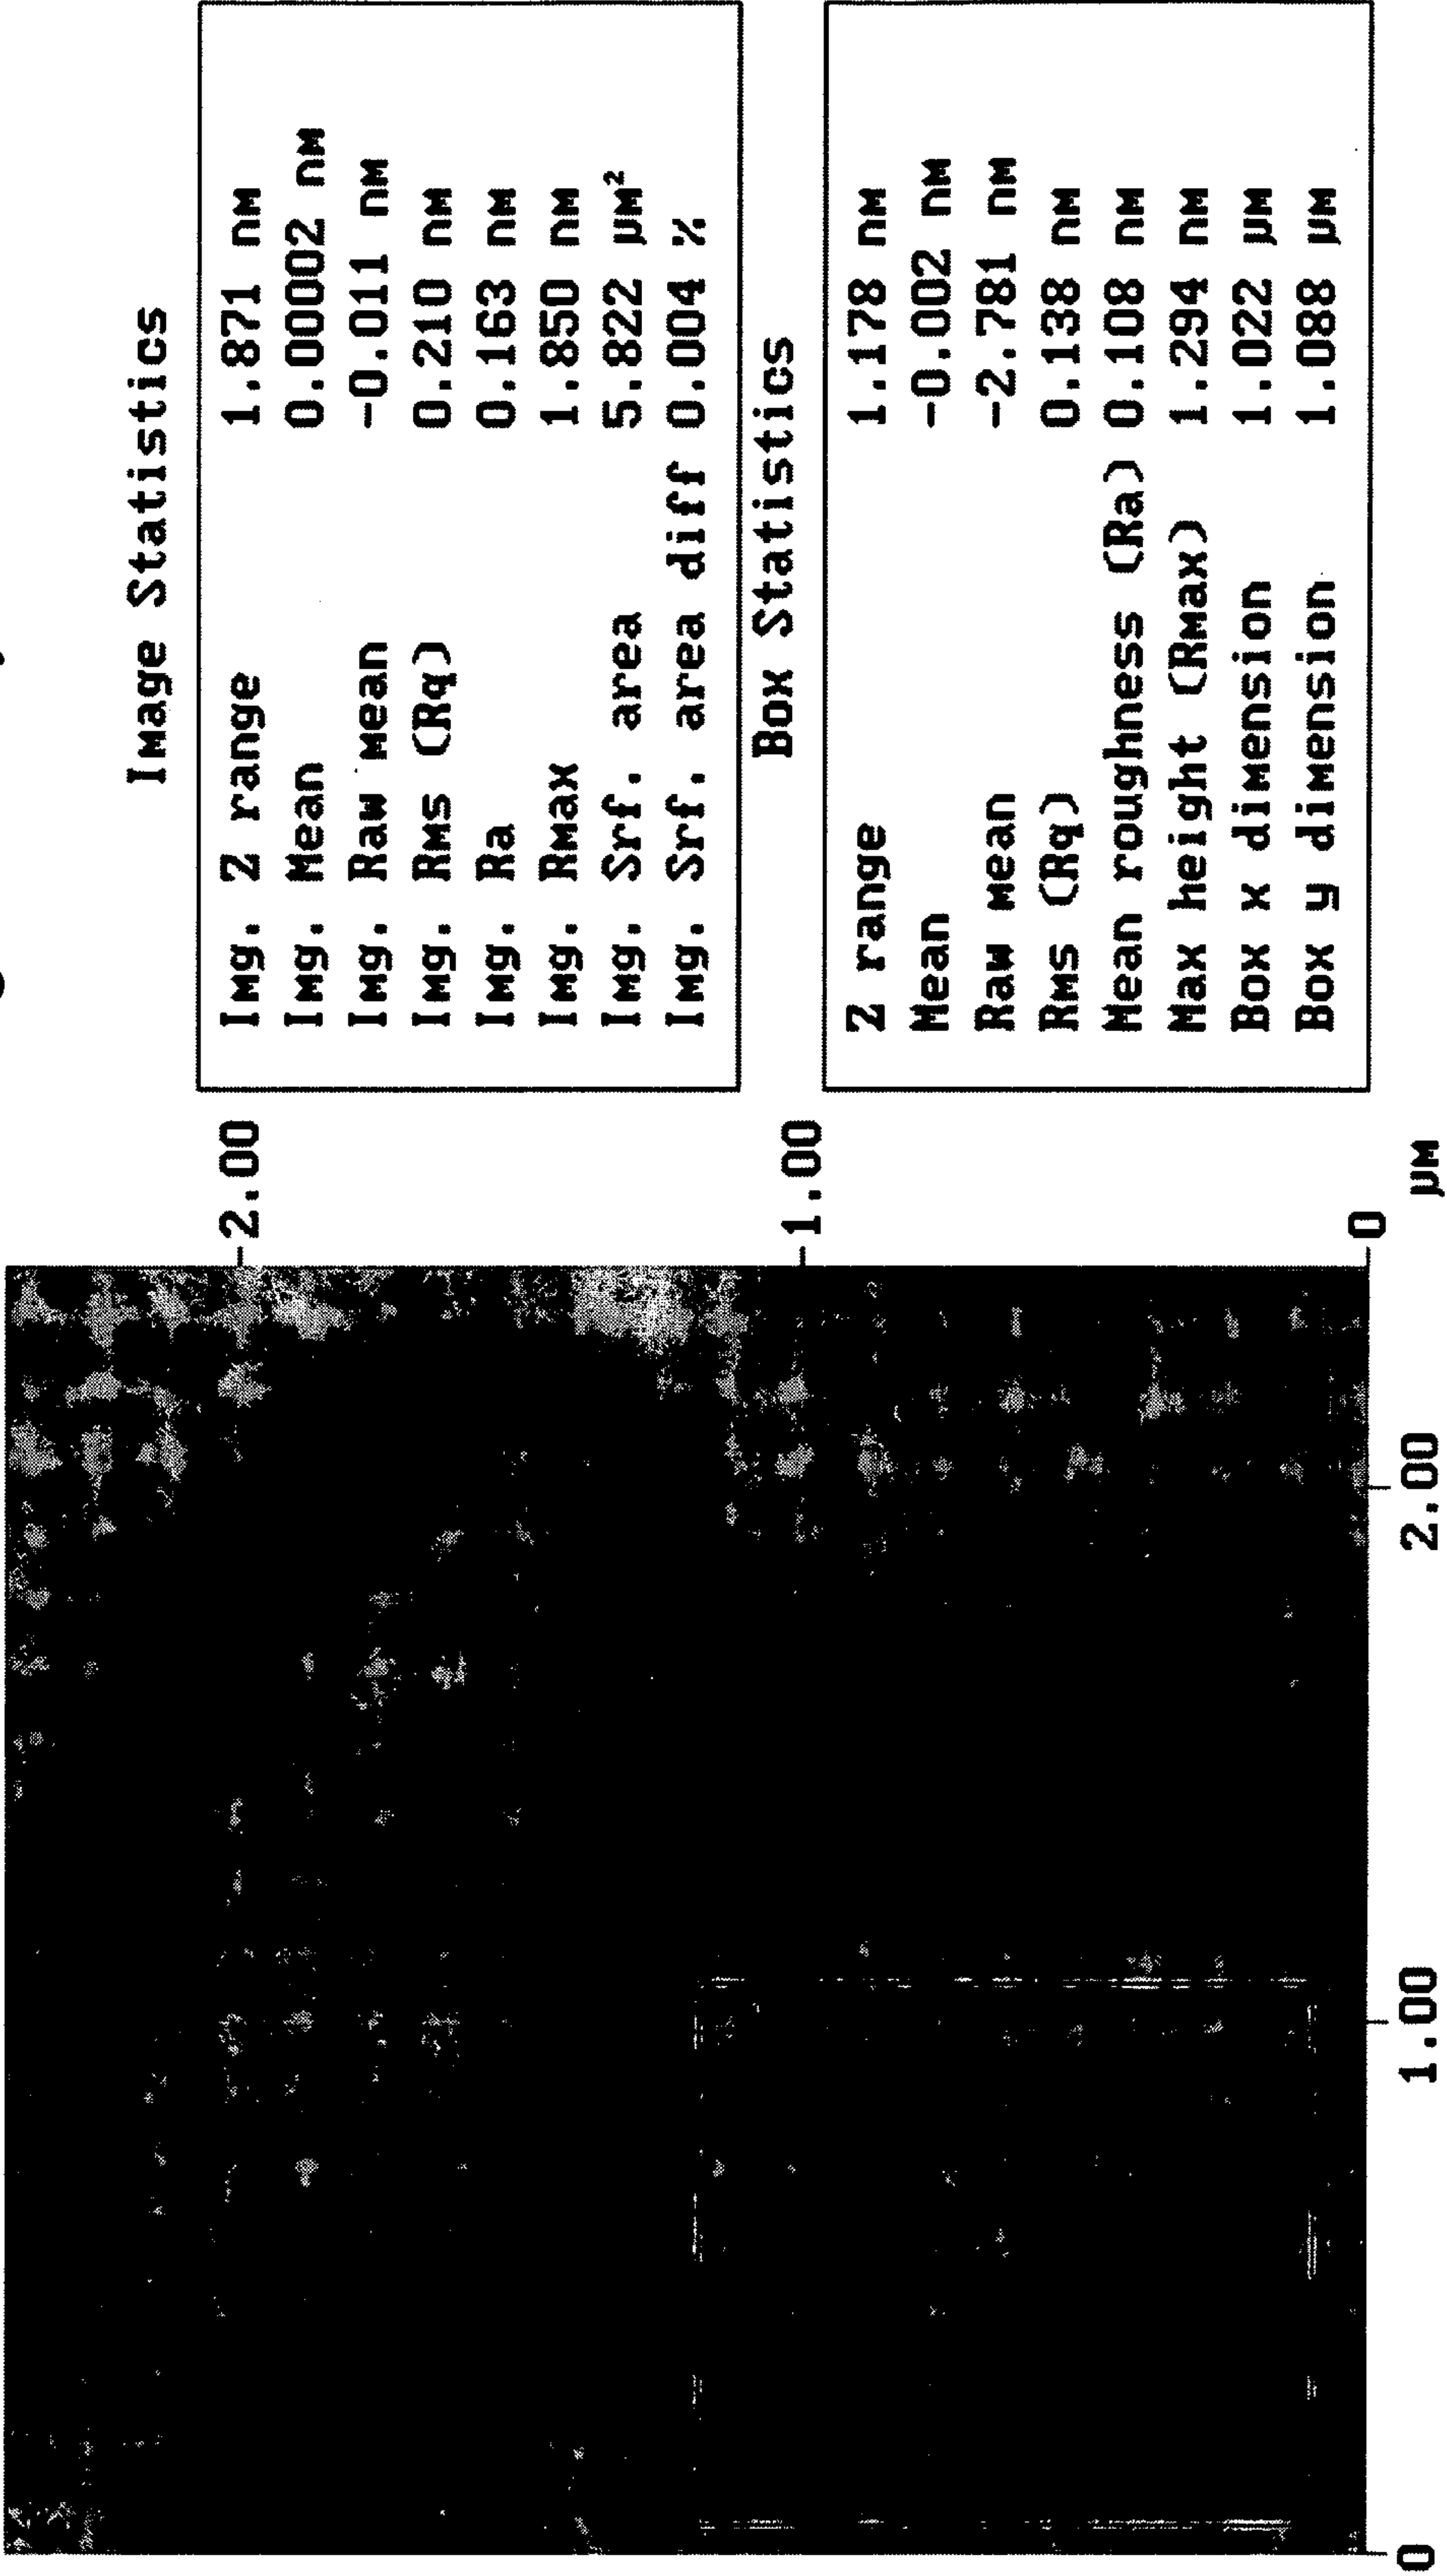 Image Statistics
Img. Z range 1.871 nm
Img. Mean 0.00002 nm
Img. Raw mean -0.011 nm
Img. Rms (Rq) 0.210 nm
Img. Ra 0.163 nm
Img. Rmax 1.850 nm
Img. Srf. area 5.822 µm²
Img. Srf. area diff 0.004 %
Box Statistics
Z range 1.178 nm
Mean -0.002 nm
Raw mean -2.781 nm
Rms (Rq) 0.138 nm
Mean roughness (Ra) 0.108 nm
Max height (Rmax) 1.294 nm
Box x dimension 1.022 µm
Box y dimension 1.088 µm
2.00
1.00
0
µm
0
1.00
2.00